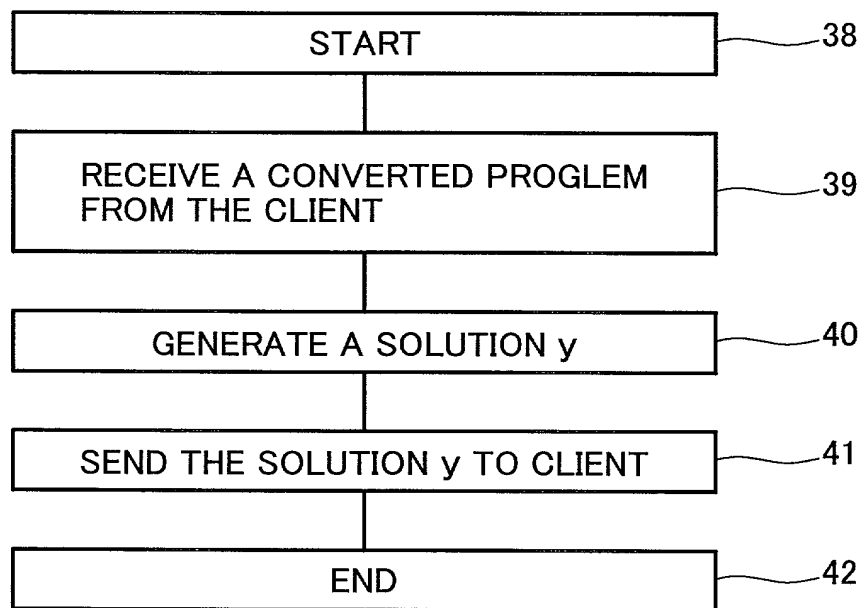 START
38
RECEIVE A CONVERTED PROGLEM
FROM THE CLIENT
39
GENERATE A SOLUTION y
40
SEND THE SOLUTION y TO CLIENT
41
END
42